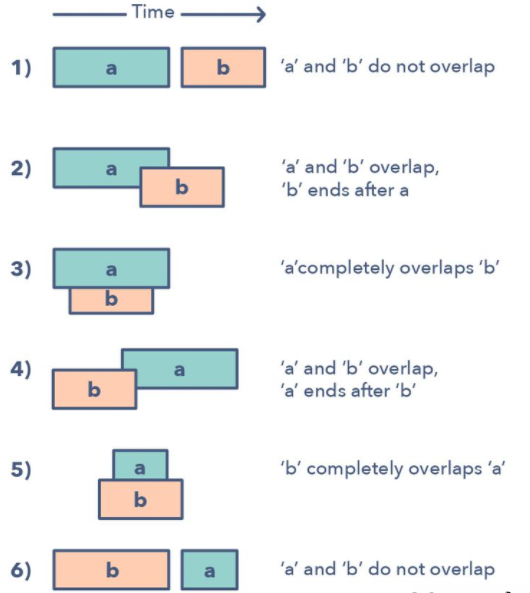 Time
1)
a
b
'a' and 'b' do not overlap
2)
a
b
'a' and 'b' overlap,
'b' ends after a
3)
a
b
'a'completely overlaps 'b'
4)
a
b
'a' and 'b' overlap,
'a' ends after 'b'
5)
a
b
'b' completely overlaps 'a'
6)
b
a
'a' and 'b' do not overlap